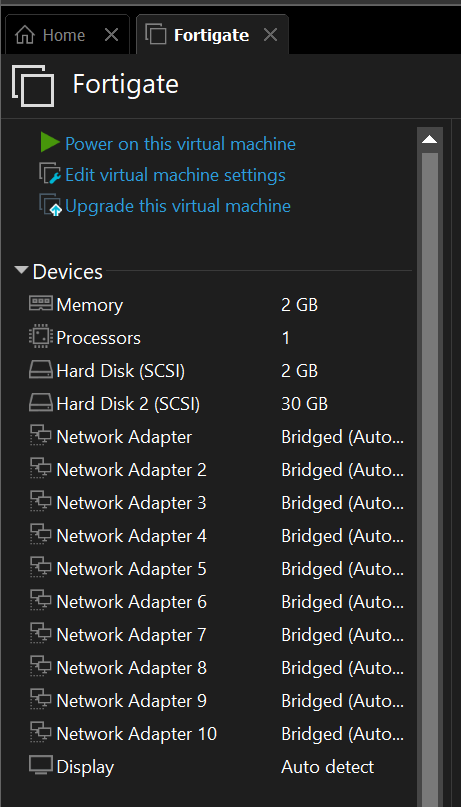 Home
Fortigate
Fortigate
Power on this virtual machine
Edit virtual machine settings
Upgrade this virtual machine
Devices
Memory 2 GB
Processors 1
Hard Disk (SCSI) 2 GB
Hard Disk 2 (SCSI) 30 GB
Network Adapter Bridged (Auto...
Network Adapter 2 Bridged (Auto...
Network Adapter 3 Bridged (Auto...
Network Adapter 4 Bridged (Auto...
Network Adapter 5 Bridged (Auto...
Network Adapter 6 Bridged (Auto...
Network Adapter 7 Bridged (Auto...
Network Adapter 8 Bridged (Auto...
Network Adapter 9 Bridged (Auto...
Network Adapter 10 Bridged (Auto...
Display Auto detect